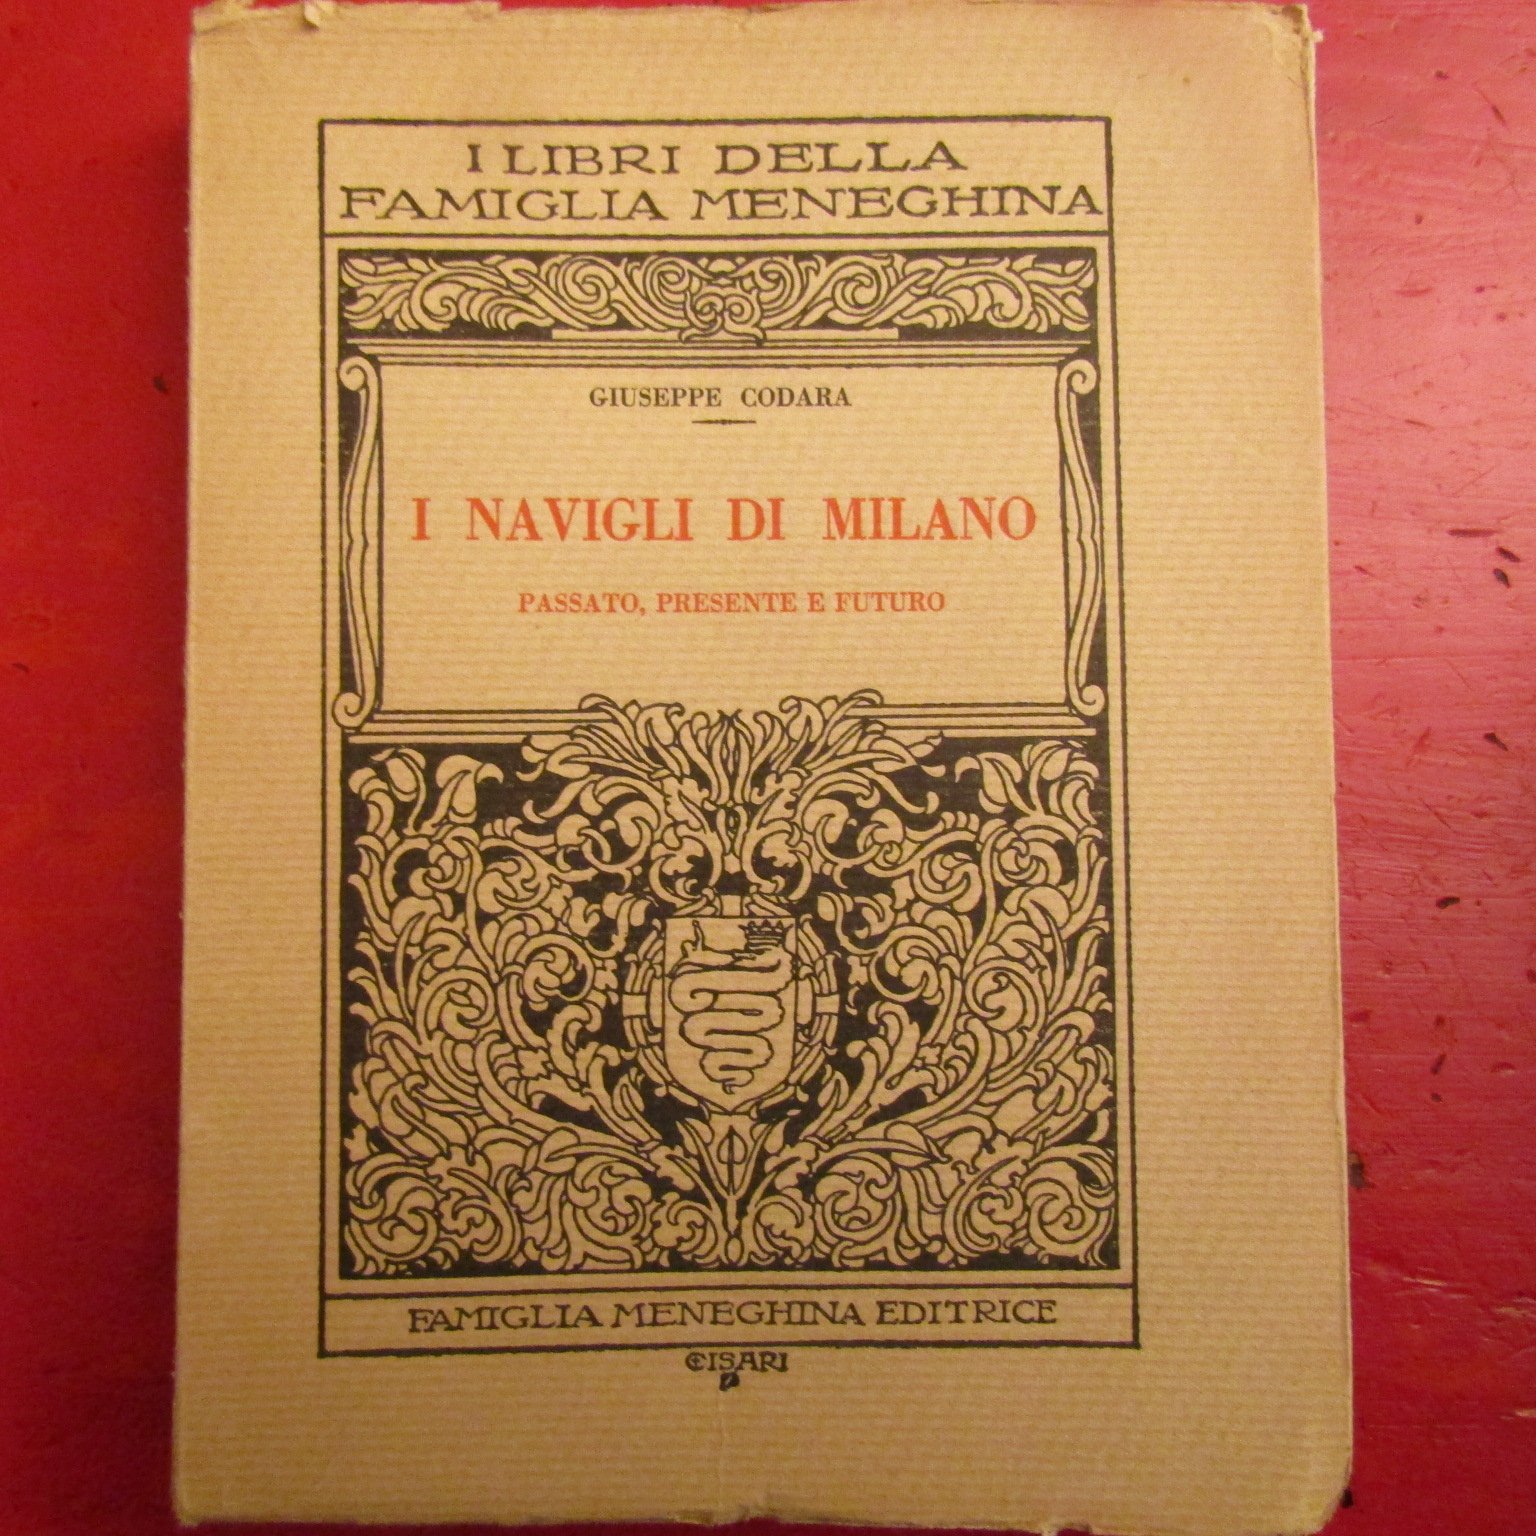 I LIBRI DELLA
FAMIGLIA MENEGHINA
GIUSEPPE CODARA
I NAVIGLI DI MILANO
PASSATO, PRESENTE E FUTURO
FAMIGLIA MENEGHINA EDITRICE
CISARI